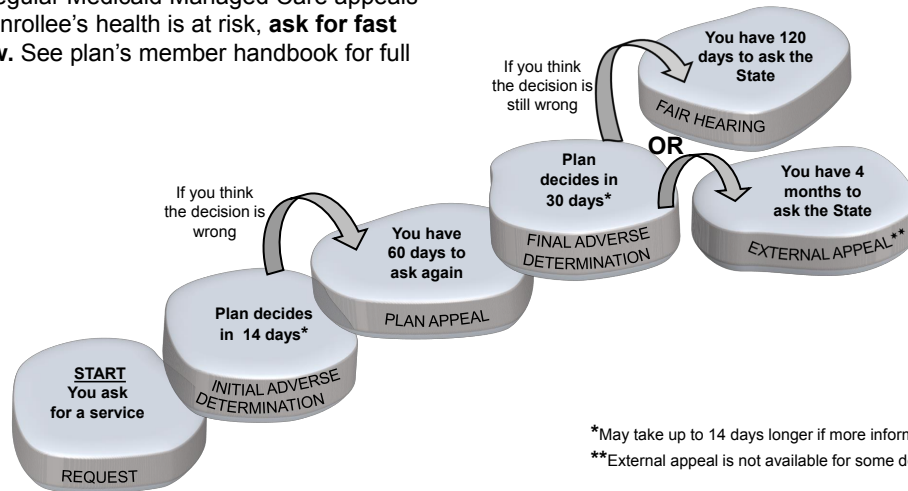 egular Medicaid Managed Care appeals
enrollee's health is at risk, ask for fast
w. See plan's member handbook for full
START
You ask
for a service
REQUEST
Plan decides
in 14 days*
INITIAL ADVERSE
DETERMINATION
If you think
the decision is
wrong
You have
60 days to
ask again
PLAN APPEAL
Plan
decides in
30 days*
FINAL ADVERSE
DETERMINATION
If you think
the decision is
still wrong
You have 120
days to ask the
State
FAIR HEARING
OR
You have 4
months to
ask the State
EXTERNAL APPEAL**
*May take up to 14 days longer if more inform
**External appeal is not available for some d